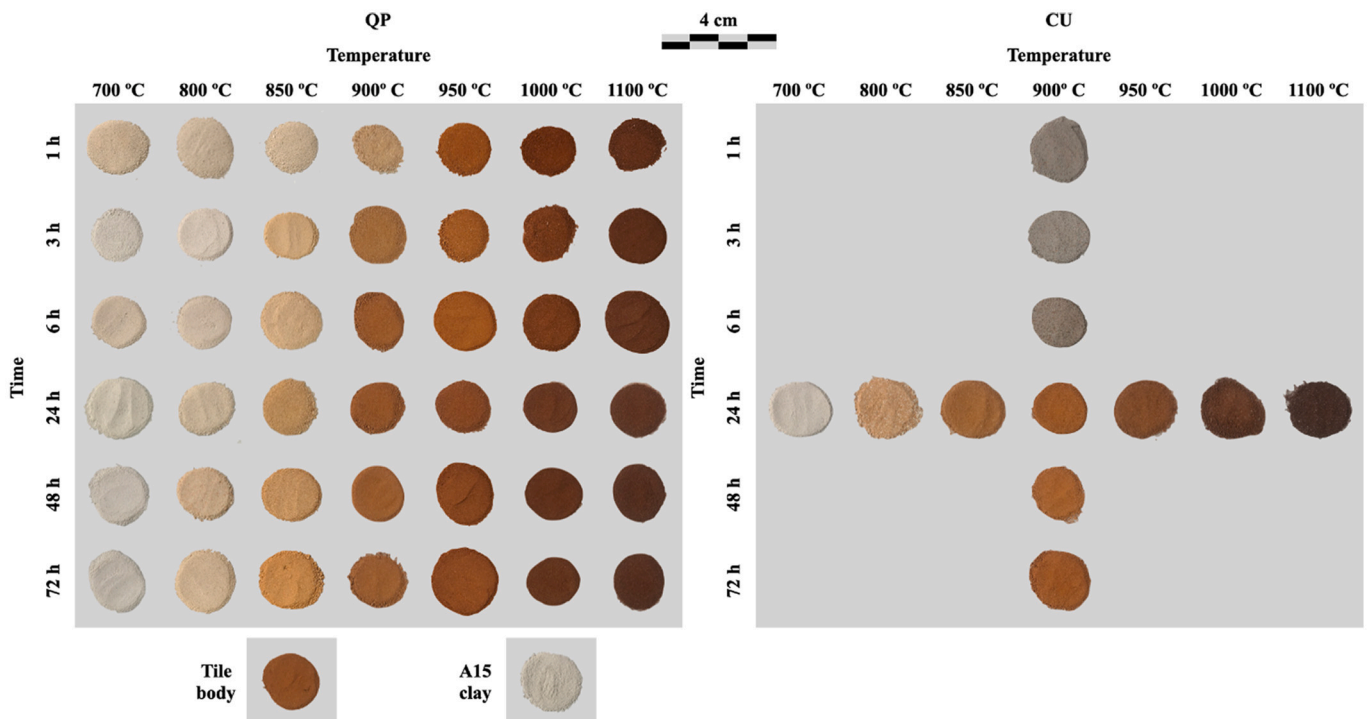 QP
4 cm
CU
Temperature
Temperature
700 ºC 800 ºC 850 ºC 900° C 950 ºC 1000 ºC 1100 ºC
700 ºC 800 ºC 850 ºC 900° C 950 ºC 1000 ºC 1100 ºC
Time
1 h
3 h
6 h
24 h
48 h
72 h
Time
1 h
3 h
6 h
24 h
48 h
72 h
Tile
body
A15
clay